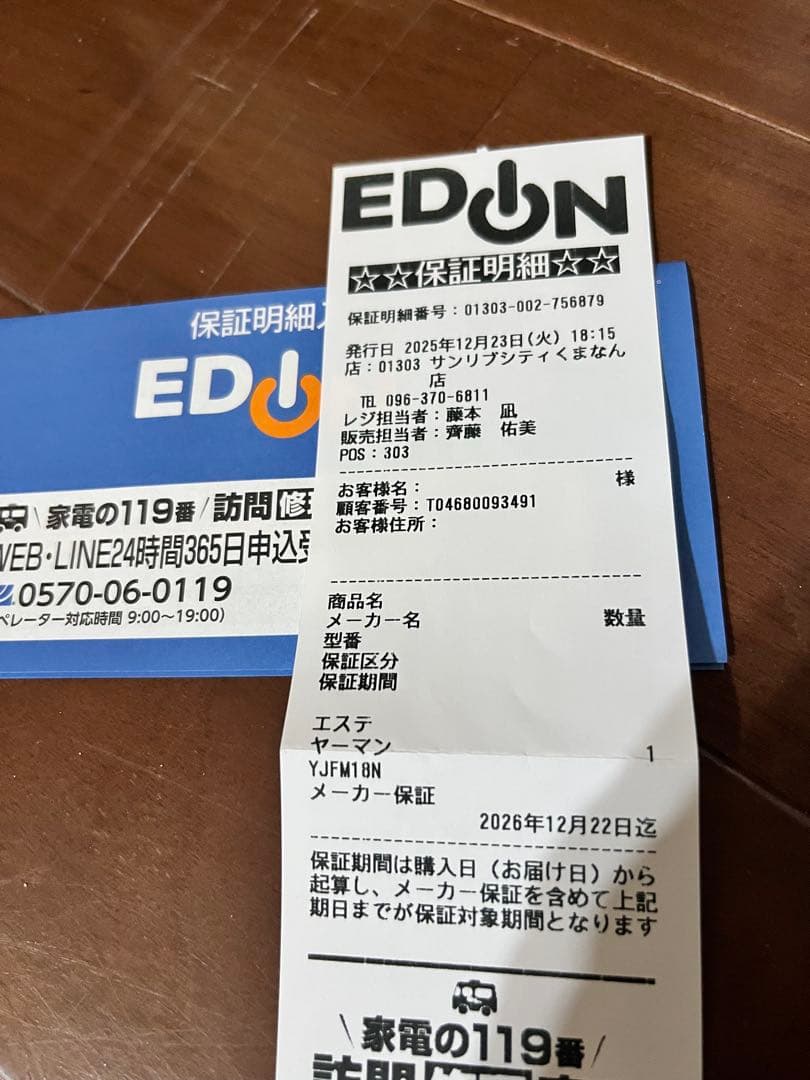 EDION
☆☆保証明細☆☆
保証明細番号：01303-002-756879
発行日 2025年12月23日(火) 18:15
店：01303 サンリブシティくまなん
店
℡ 096-370-6811
レジ担当者：藤本　凪
販売担当者：齊藤　佑美
POS：303
お客様名：　様
顧客番号：T04680093491
お客様住所：
商品名
メーカー名　数量
型番
保証区分
保証期間
エステ
ヤーマン　1
YJFM18N
メーカー保証
2026年12月22日迄
保証期間は購入日（お届け日）から
起算し、メーカー保証を含めて上記
期日までが保証対象期間となります
\ 家電の119番 /
訪問修
保証明細
ED
\ 家電の119番 / 訪問修
WEB・LINE24時間365日申込受
0570-06-0119
ペレーター対応時間 9:00〜19:00）